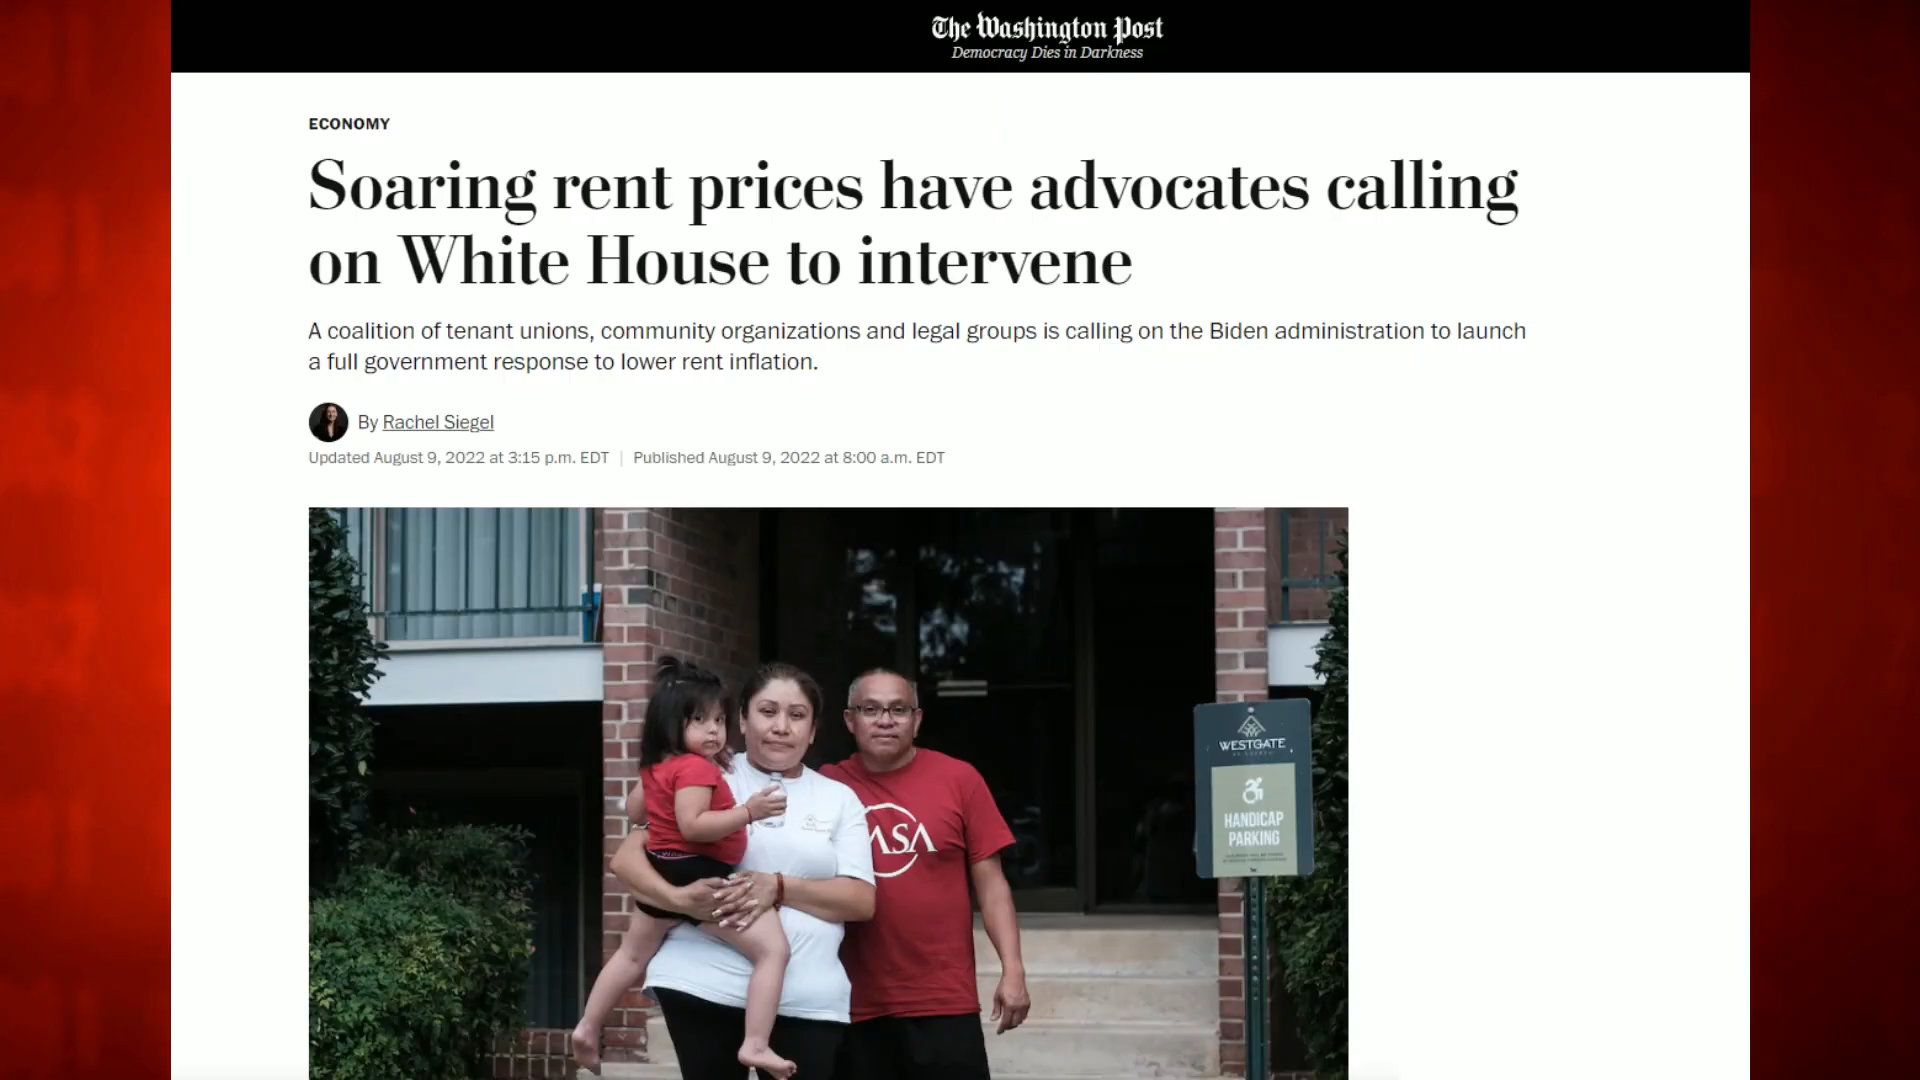 The Washington Post
Democracy Dies in Darkness
ECONOMY
Soaring rent prices have advocates calling
on White House to intervene
A coalition of tenant unions, community organizations and legal groups is calling on the Biden administration to launch
a full government response to lower rent inflation.
By Rachel Siegel
Updated August 9, 2022 at 3:15 p.m. EDT | Published August 9, 2022 at 8:00 a.m. EDT
ASA
WESTGATE
HANDICAP
PARKING